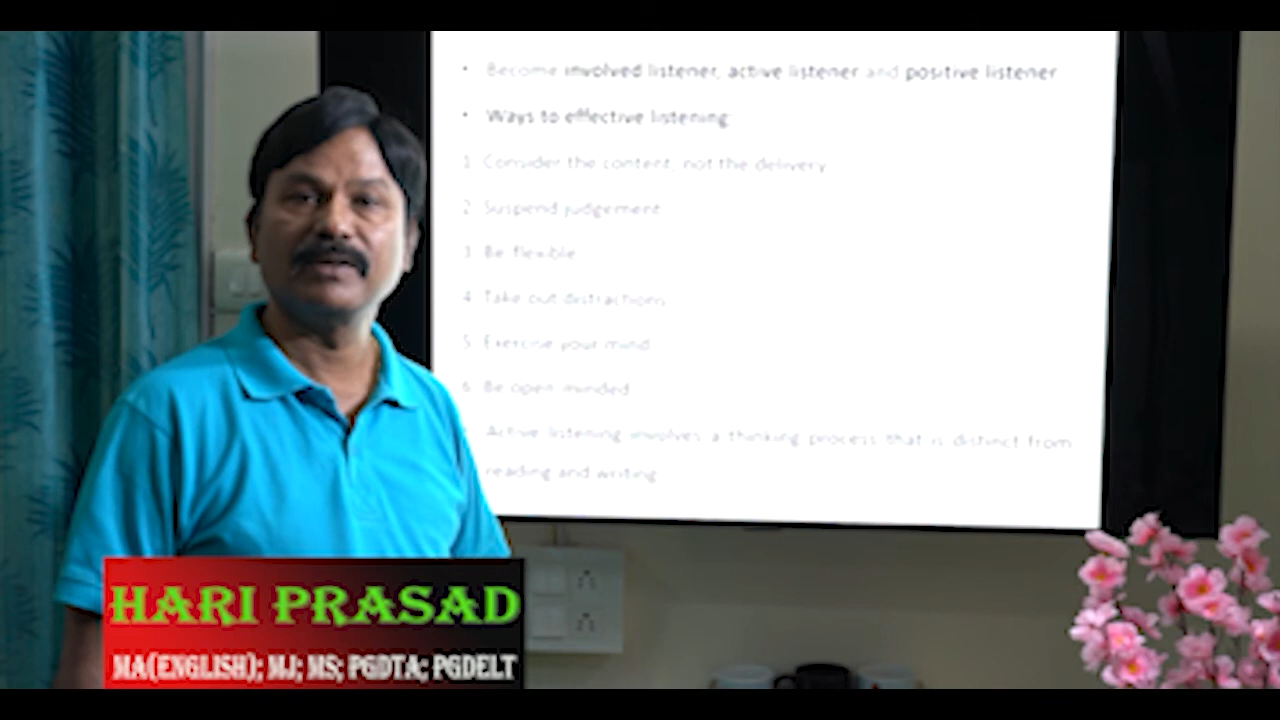 • Become involved listener, active listener and positive listener
• Ways to effective listening:
1. Consider the content, not the delivery
2. Suspend judgement
3. Be flexible
4. Take out distractions
5. Exercise your mind
6. Be open minded
Active listening involves a thinking process that is distinct from
reading and writing
HARI PRASAD
MA(ENGLISH); MJ; MS; PGDTA; PGDELT